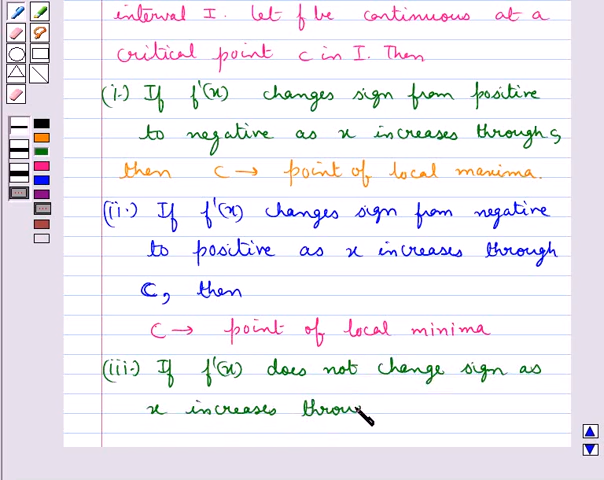 interval I. Let f be continuous at a
critical point c in I. Then
(i.) If f'(x) changes sign from positive
to negative as x increases through c,
then c → point of local maxima.
(ii.) If f'(x) changes sign from negative
to positive as x increases through
c, then
c → point of local minima
(iii.) If f'(x) does not change sign as
x increases throu